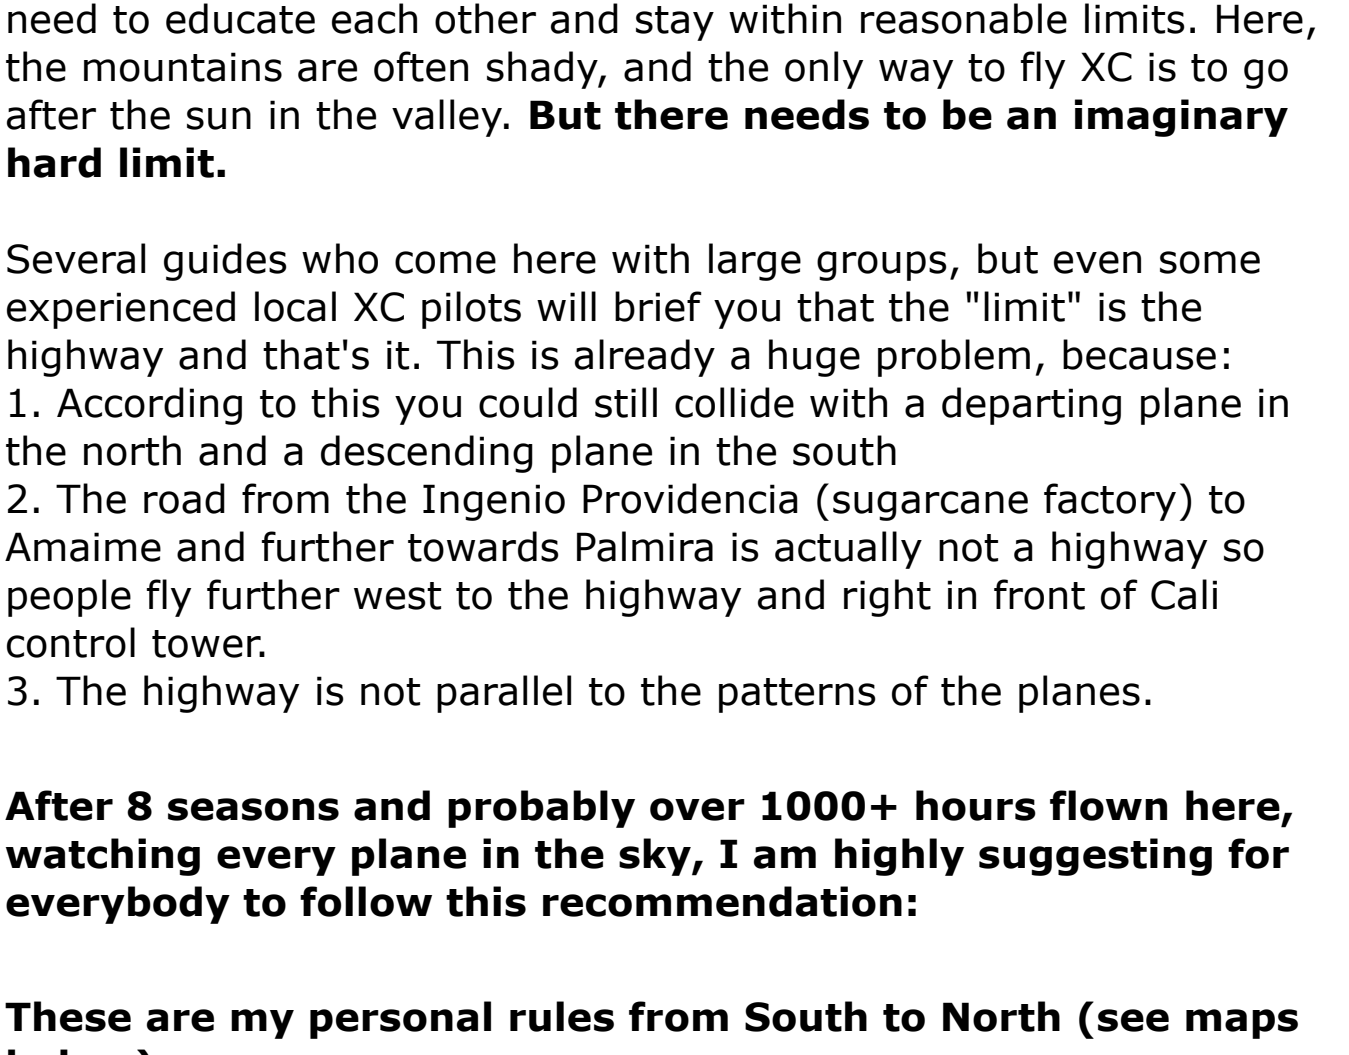 need to educate each other and stay within reasonable limits. Here,
the mountains are often shady, and the only way to fly XC is to go
after the sun in the valley. But there needs to be an imaginary
hard limit.
Several guides who come here with large groups, but even some
experienced local XC pilots will brief you that the "limit" is the
highway and that's it. This is already a huge problem, because:
1. According to this you could still collide with a departing plane in
the north and a descending plane in the south
2. The road from the Ingenio Providencia (sugarcane factory) to
Amaime and further towards Palmira is actually not a highway so
people fly further west to the highway and right in front of Cali
control tower.
3. The highway is not parallel to the patterns of the planes.
After 8 seasons and probably over 1000+ hours flown here,
watching every plane in the sky, I am highly suggesting for
everybody to follow this recommendation:
These are my personal rules from South to North (see maps